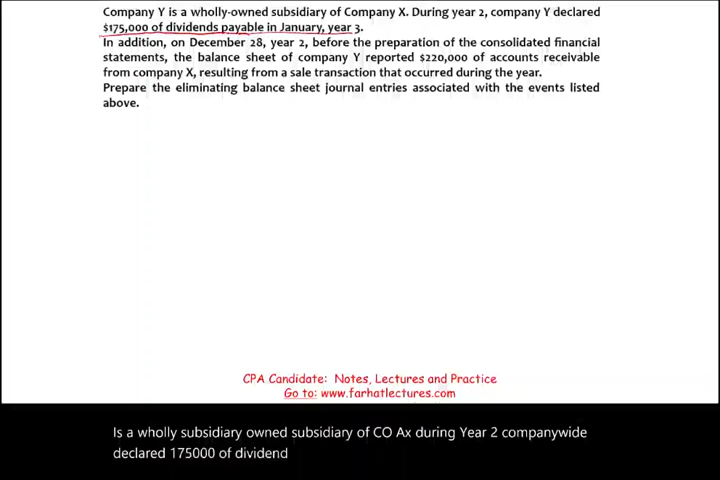 Company Y is a wholly-owned subsidiary of Company X. During year 2, company Y declared
$175,000 of dividends payable in January, year 3.
In addition, on December 28, year 2, before the preparation of the consolidated financial
statements, the balance sheet of company Y reported $220,000 of accounts receivable
from company X, resulting from a sale transaction that occurred during the year.
Prepare the eliminating balance sheet journal entries associated with the events listed
above.
CPA Candidate: Notes, Lectures and Practice
Go to: www.farhatlectures.com
Is a wholly subsidiary owned subsidiary of CO Ax during Year 2 companywide
declared 175000 of dividend